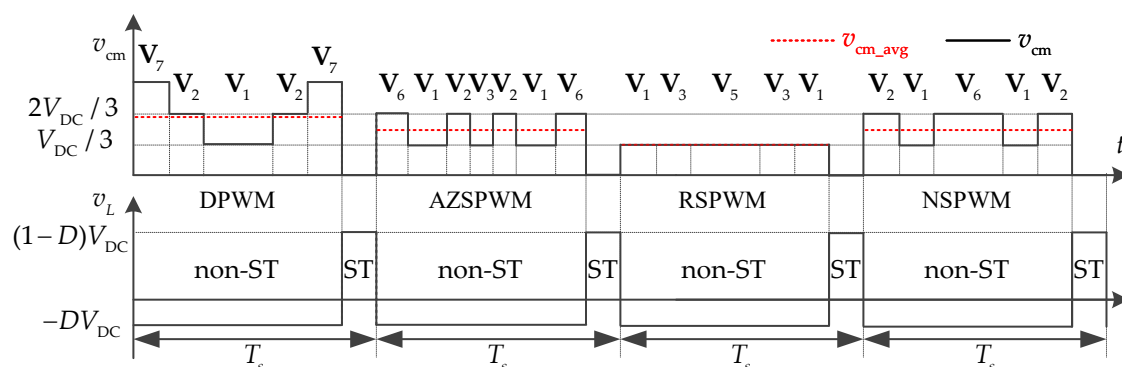 v_cm V_7 V_7 v_cm_avg v_cm
V_2 V_1 V_2 V_6 V_1 V_2 V_3 V_2 V_1 V_6 V_1 V_3 V_5 V_3 V_1 V_2 V_1 V_6 V_1 V_2
2V_DC / 3
V_DC / 3
t
DPWM AZSPWM RSPWM NSPWM
v_L
(1−D)V_DC
non-ST ST non-ST ST non-ST ST non-ST ST
−DV_DC
T_s T_s T_s T_s